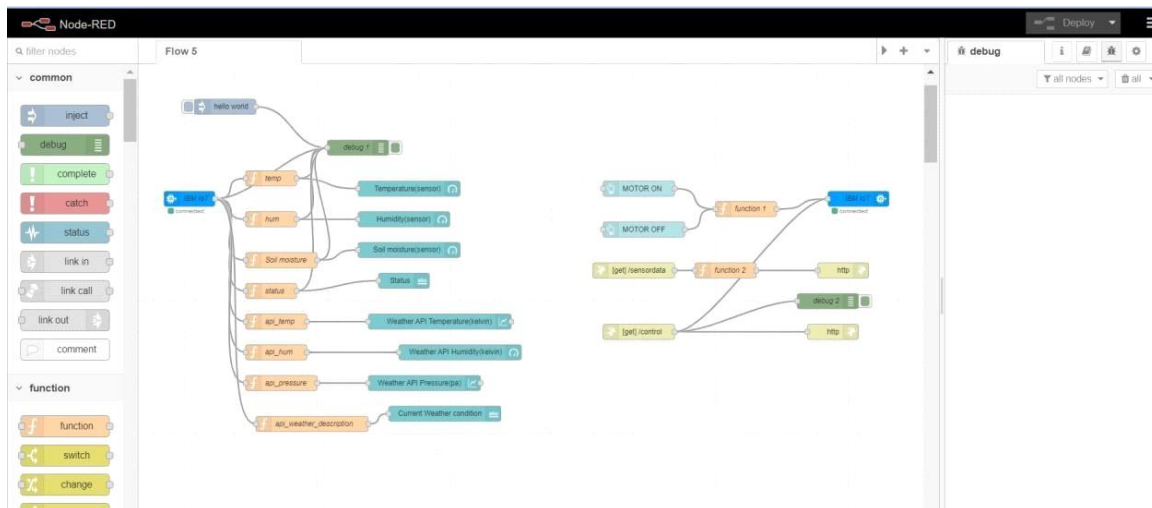 Node-RED
Deploy
filter nodes
Flow 5
debug
i
all nodes
all
common
inject
debug
complete
catch
status
link in
link call
link out
comment
function
function
switch
change
hello world
debug 1
IBM IoT
connected
temp
hum
Soil moisture
status
api_temp
api_hum
api_pressure
api_weather_description
Temperature(sensor)
Humidity(sensor)
Soil moisture(sensor)
Status
Weather API Temperature(kelvin)
Weather API Humidity(kelvin)
Weather API Pressure(pa)
Current Weather condition
MOTOR ON
MOTOR OFF
function 1
IBM IoT
connected
[get] /sensordata
function 2
http
debug 2
[get] /control
http